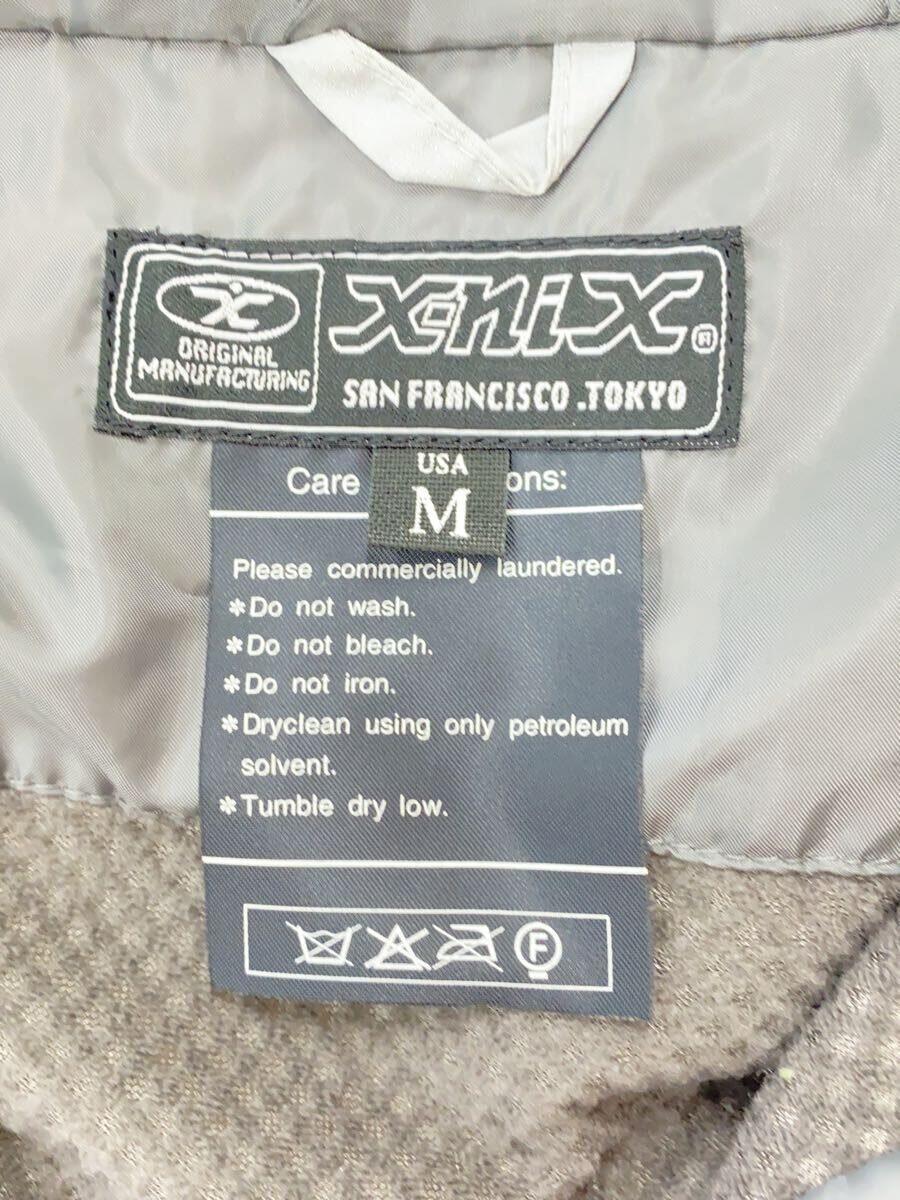 ORIGINAL
MANUFACTURING
X-NIX ®
SAN FRANCISCO .TOKYO
USA
M
Care ons:
Please commercially laundered.
*Do not wash.
*Do not bleach.
*Do not iron.
*Dryclean using only petroleum
solvent.
*Tumble dry low.
F